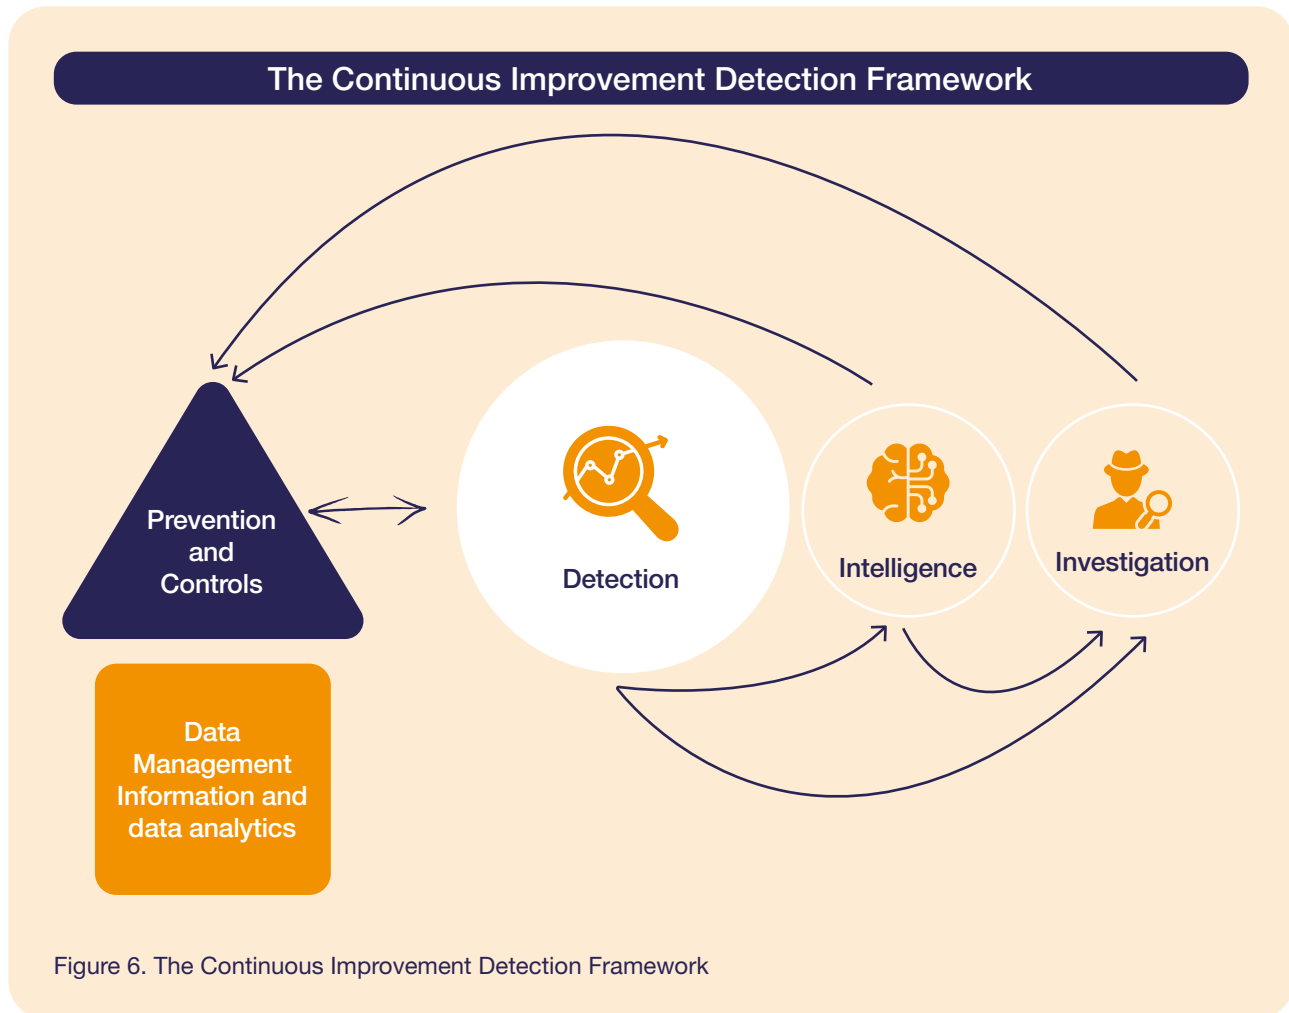 The Continuous Improvement Detection Framework
Prevention
and
Controls
Detection
Intelligence
Investigation
Data
Management
Information and
data analytics
Figure 6. The Continuous Improvement Detection Framework